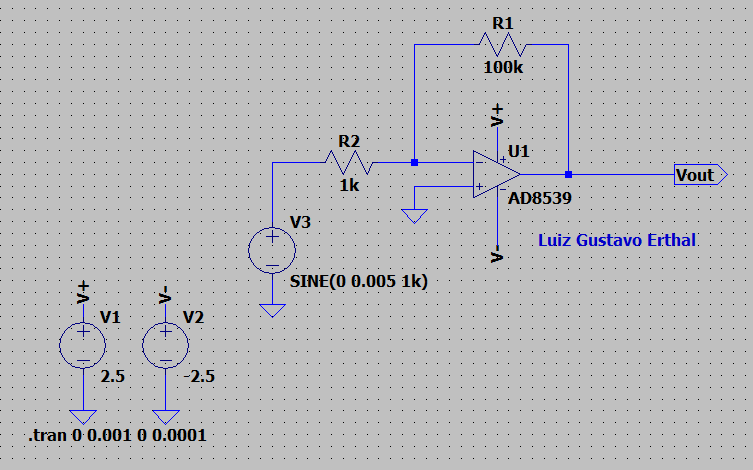 R1
100k
V+
R2
U1
1k
Vout
AD8539
V3
Luiz Gustavo Erthal
V-
SINE(0 0.005 1k)
V+
V-
V1
V2
2.5
-2.5
.tran 0 0.001 0 0.0001